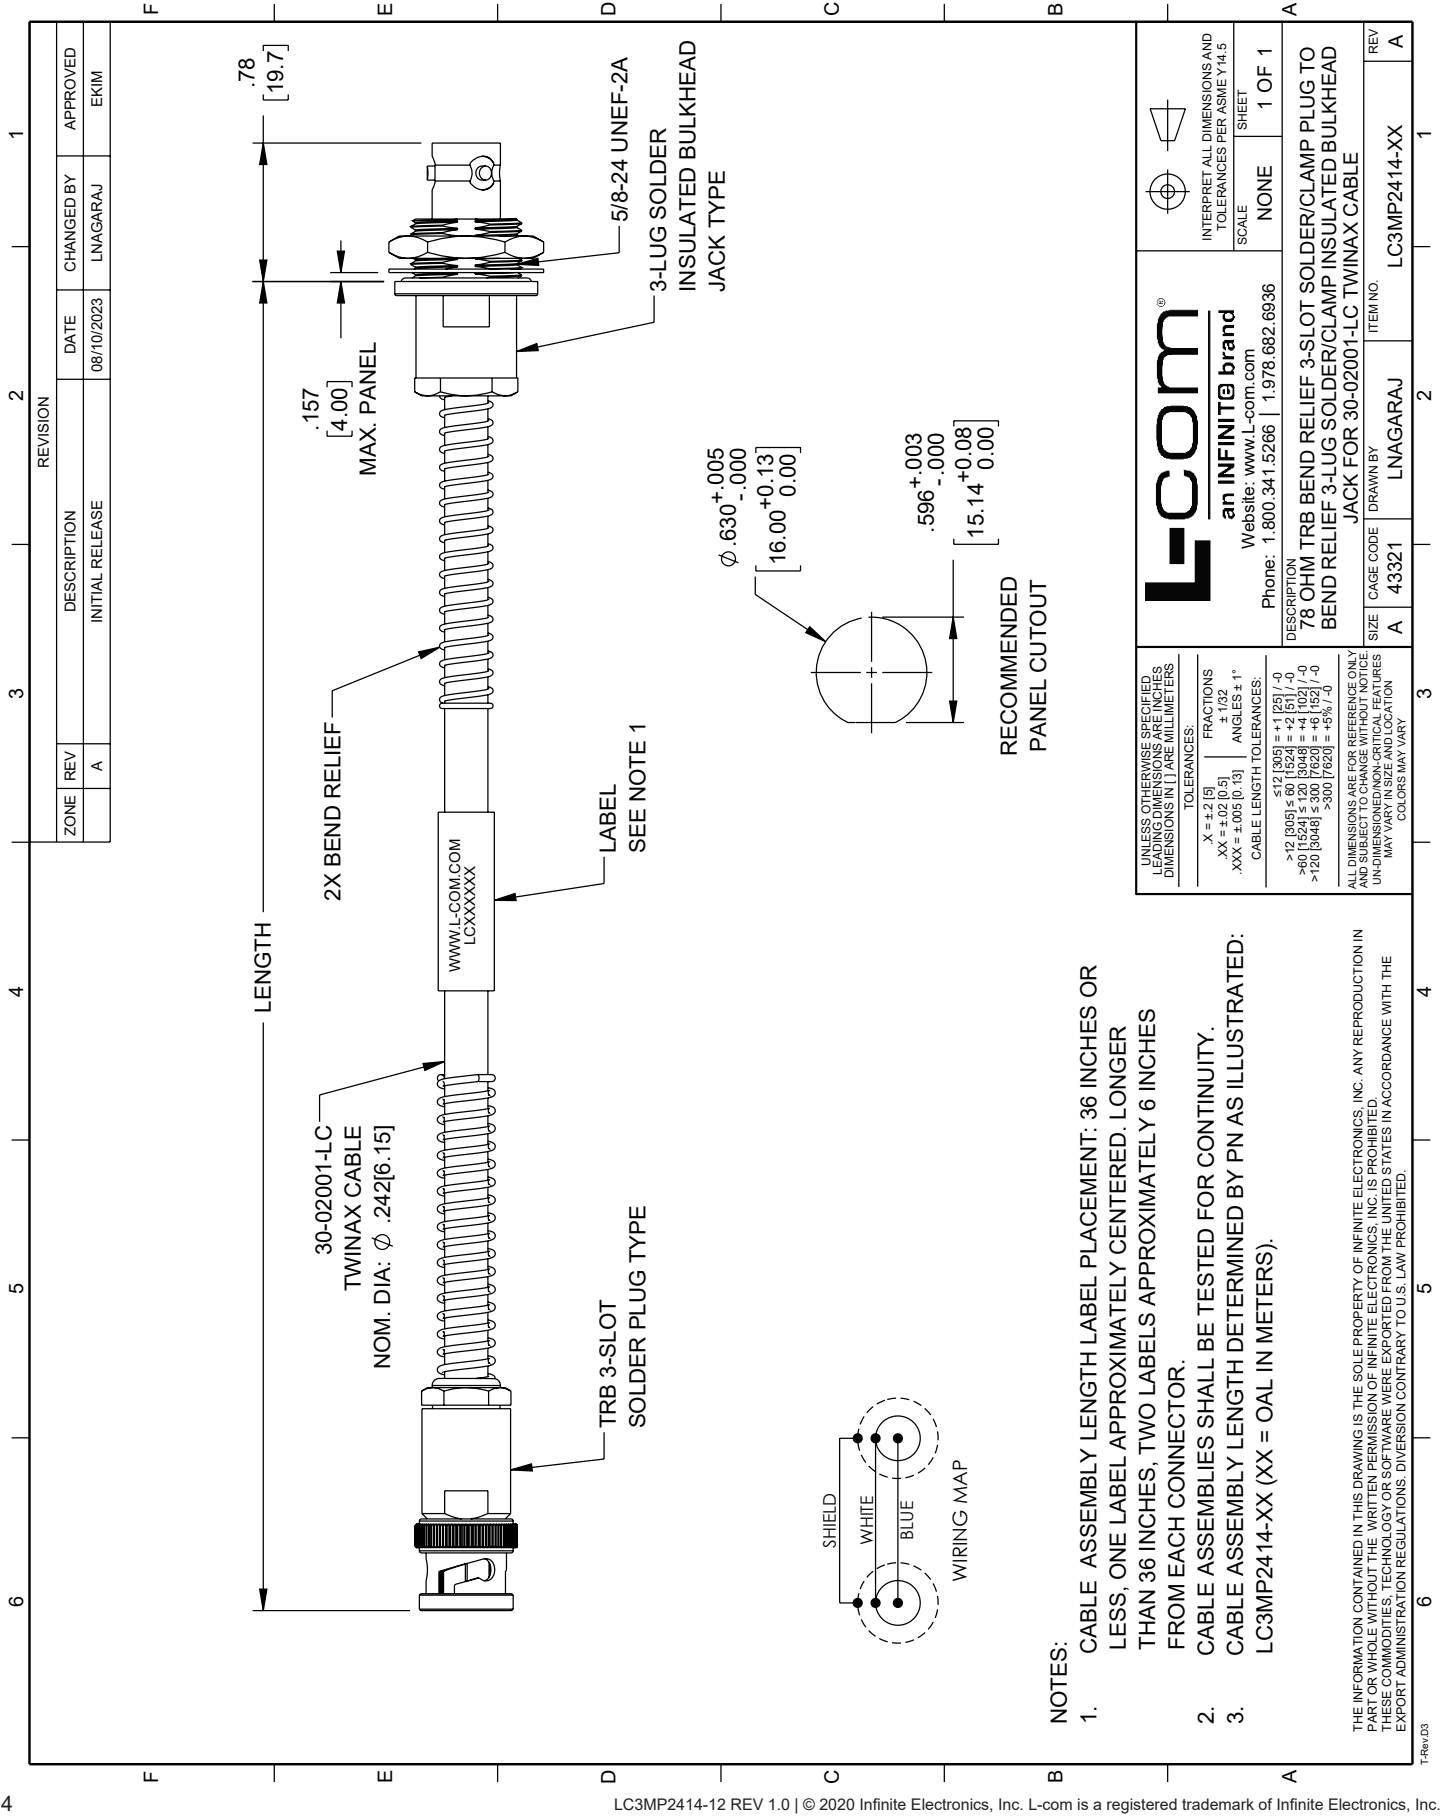 REVISION
ZONE REV DESCRIPTION DATE CHANGED BY APPROVED
A INITIAL RELEASE 08/10/2023 LNAGARAJ EKIM
6 5 4 3 2 1
F
E
D
C
B
A
LENGTH
.78
[19.7]
.157
[4.00]
MAX. PANEL
2X BEND RELIEF
30-02001-LC
TWINAX CABLE
NOM. DIA: ∅ .242[6.15]
WWW.L-COM.COM
LCXXXXXX
5/8-24 UNEF-2A
3-LUG SOLDER
INSULATED BULKHEAD
JACK TYPE
LABEL
SEE NOTE 1
TRB 3-SLOT
SOLDER PLUG TYPE
∅ .630 +.005 -.000
[16.00 +0.13 0.00]
.596 +.003 -.000
[15.14 +0.08 0.00]
RECOMMENDED
PANEL CUTOUT
SHIELD
WHITE
BLUE
WIRING MAP
NOTES:
1. CABLE ASSEMBLY LENGTH LABEL PLACEMENT: 36 INCHES OR
LESS, ONE LABEL APPROXIMATELY CENTERED. LONGER
THAN 36 INCHES, TWO LABELS APPROXIMATELY 6 INCHES
FROM EACH CONNECTOR.
2. CABLE ASSEMBLIES SHALL BE TESTED FOR CONTINUITY.
3. CABLE ASSEMBLY LENGTH DETERMINED BY PN AS ILLUSTRATED:
LC3MP2414-XX (XX = OAL IN METERS).
THE INFORMATION CONTAINED IN THIS DRAWING IS THE SOLE PROPERTY OF INFINITE ELECTRONICS, INC. ANY REPRODUCTION IN
PART OR WHOLE WITHOUT THE WRITTEN PERMISSION OF INFINITE ELECTRONICS, INC. IS PROHIBITED.
THESE COMMODITIES, TECHNOLOGY OR SOFTWARE WERE EXPORTED FROM THE UNITED STATES IN ACCORDANCE WITH THE
EXPORT ADMINISTRATION REGULATIONS. DIVERSION CONTRARY TO U.S. LAW PROHIBITED.
UNLESS OTHERWISE SPECIFIED
LEADING DIMENSIONS ARE INCHES
DIMENSIONS IN [ ] ARE MILLIMETERS
TOLERANCES:
.X = ±.2 [5]
.XX = ±.02 [0.5]
.XXX = ±.005 [0.13]
FRACTIONS
± 1/32
ANGLES ± 1°
CABLE LENGTH TOLERANCES:
≤12 [305] = +1 [25] / -0
>12 [305] ≤ 60 [1524] = +2 [51] / -0
>60 [1524] ≤ 120 [3048] = +4 [102] / -0
>120 [3048] ≤ 300 [7620] = +6 [152] / -0
>300 [7620] = +5% / -0
ALL DIMENSIONS ARE FOR REFERENCE ONLY
AND SUBJECT TO CHANGE WITHOUT NOTICE.
UN-DIMENSIONED/NON-CRITICAL FEATURES
MAY VARY IN SIZE AND LOCATION
COLORS MAY VARY
L-com®
an INFINIT@ brand
Website: www.L-com.com
Phone: 1.800.341.5266 | 1.978.682.6936
INTERPRET ALL DIMENSIONS AND
TOLERANCES PER ASME Y14.5
SCALE NONE
SHEET 1 OF 1
DESCRIPTION
78 OHM TRB BEND RELIEF 3-SLOT SOLDER/CLAMP PLUG TO
BEND RELIEF 3-LUG SOLDER/CLAMP INSULATED BULKHEAD
JACK FOR 30-02001-LC TWINAX CABLE
SIZE A
CAGE CODE 43321
DRAWN BY LNAGARAJ
ITEM NO. LC3MP2414-XX
REV A
6 5 4 3 2 1
F
E
D
C
B
A
T-Rev.D3
4
LC3MP2414-12 REV 1.0 | © 2020 Infinite Electronics, Inc. L-com is a registered trademark of Infinite Electronics, Inc.